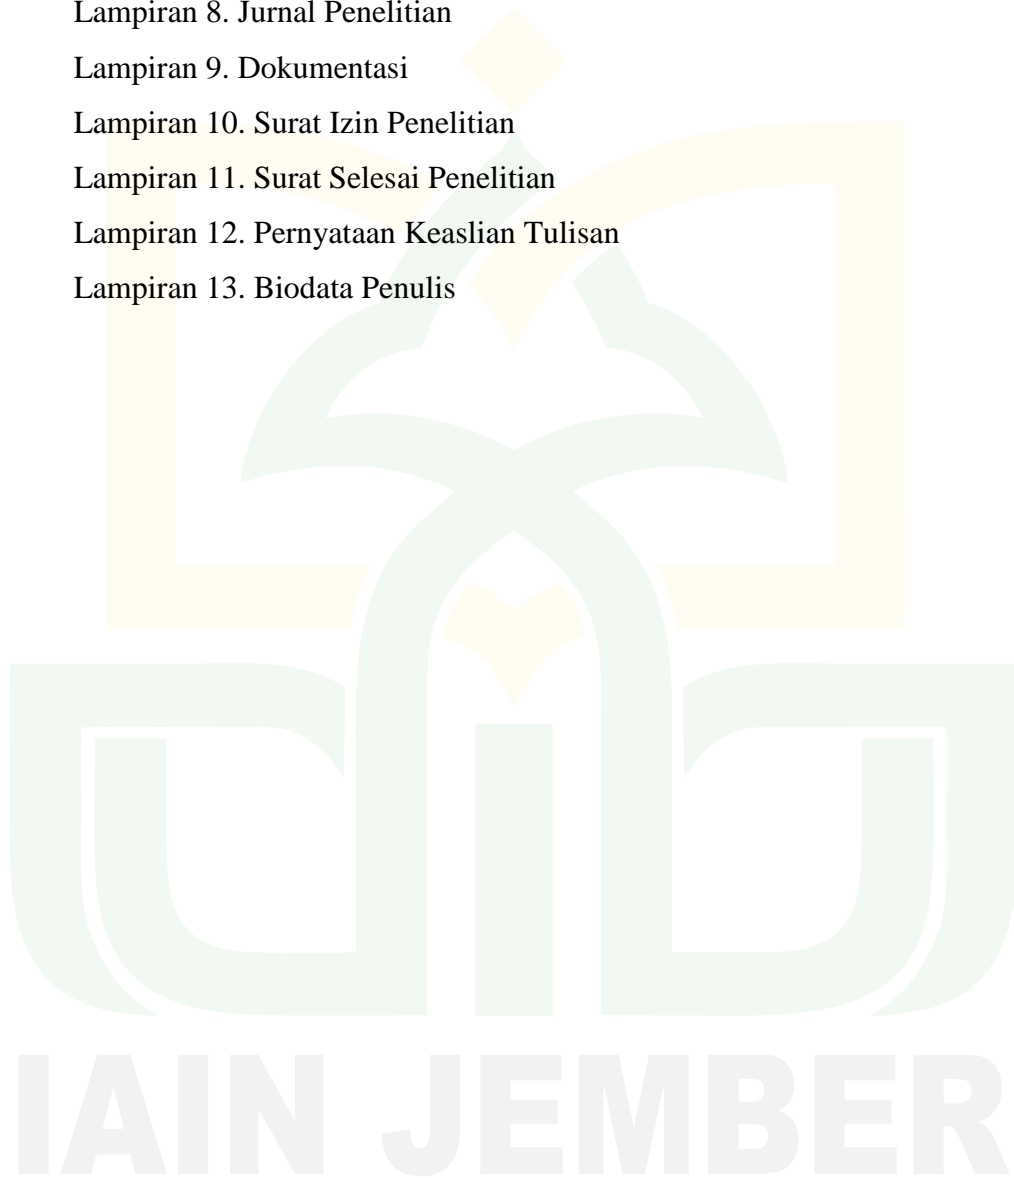 Lampiran 8. Jurnal Penelitian
Lampiran 9. Dokumentasi
Lampiran 10. Surat Izin Penelitian
Lampiran 11. Surat Selesai Penelitian
Lampiran 12. Pernyataan Keaslian Tulisan
Lampiran 13. Biodata Penulis
IAIN JEMBER